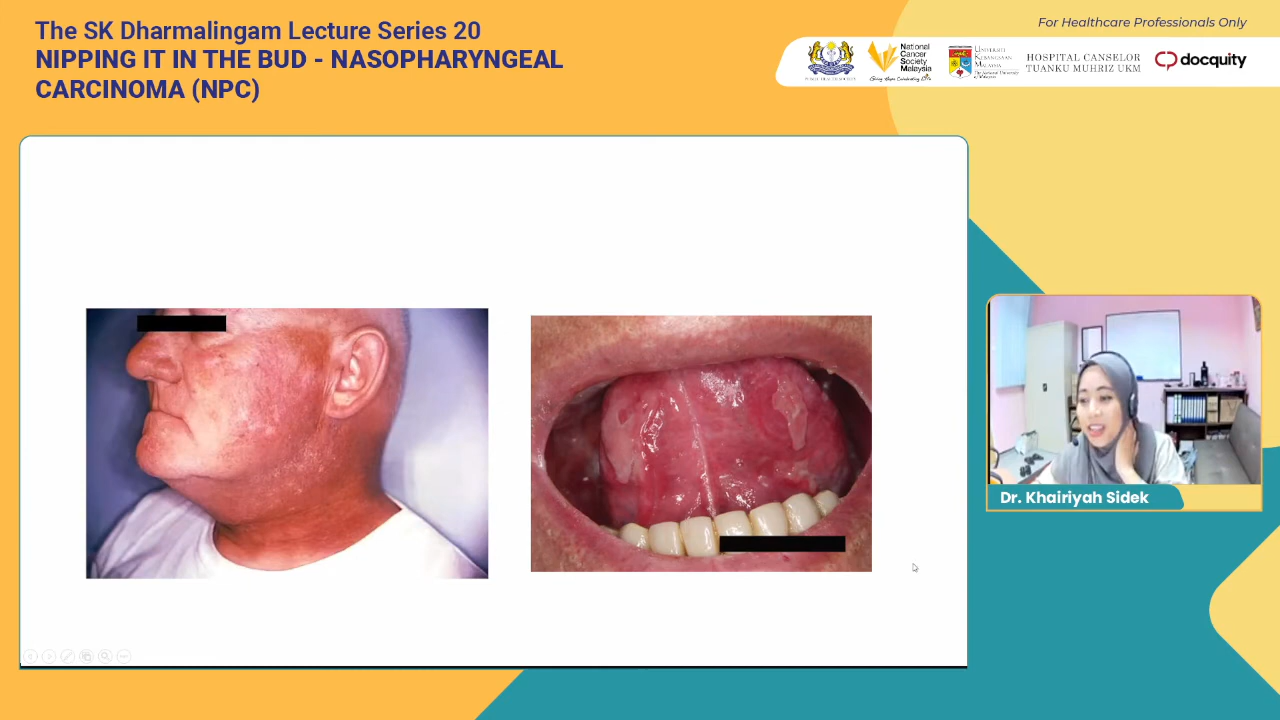 The SK Dharmalingam Lecture Series 20
NIPPING IT IN THE BUD - NASOPHARYNGEAL
CARCINOMA (NPC)
For Healthcare Professionals Only
National
Cancer
Society
Malaysia
UNIVERSITI
KEBANGSAAN
MALAYSIA
HOSPITAL CANSELOR
TUANKU MUHRIZ UKM
docquity
Dr. Khairiyah Sidek